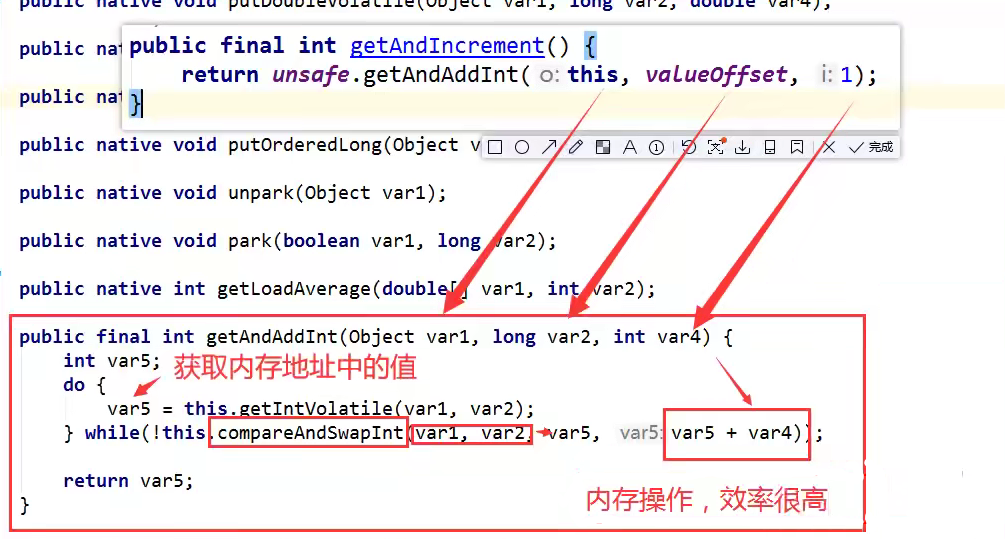 public native void putDoubleVolatile(Object var1, long var2, double var4);
public nat
public final int getAndIncrement() {
return unsafe.getAndAddInt( o: this, valueOffset, i: 1);
public nat
}
public native void putOrderedLong(Object v
A 1 完成
public native void unpark(Object var1);
public native void park(boolean var1, long var2);
public native int getLoadAverage(double[] var1, int var2);
public final int getAndAddInt(Object var1, long var2, int var4) {
int var5;
获取内存地址中的值
do {
var5 = this.getIntVolatile(var1, var2);
} while(!this.compareAndSwapInt(var1, var2, var5, var5: var5 + var4));
return var5;
内存操作，效率很高
}